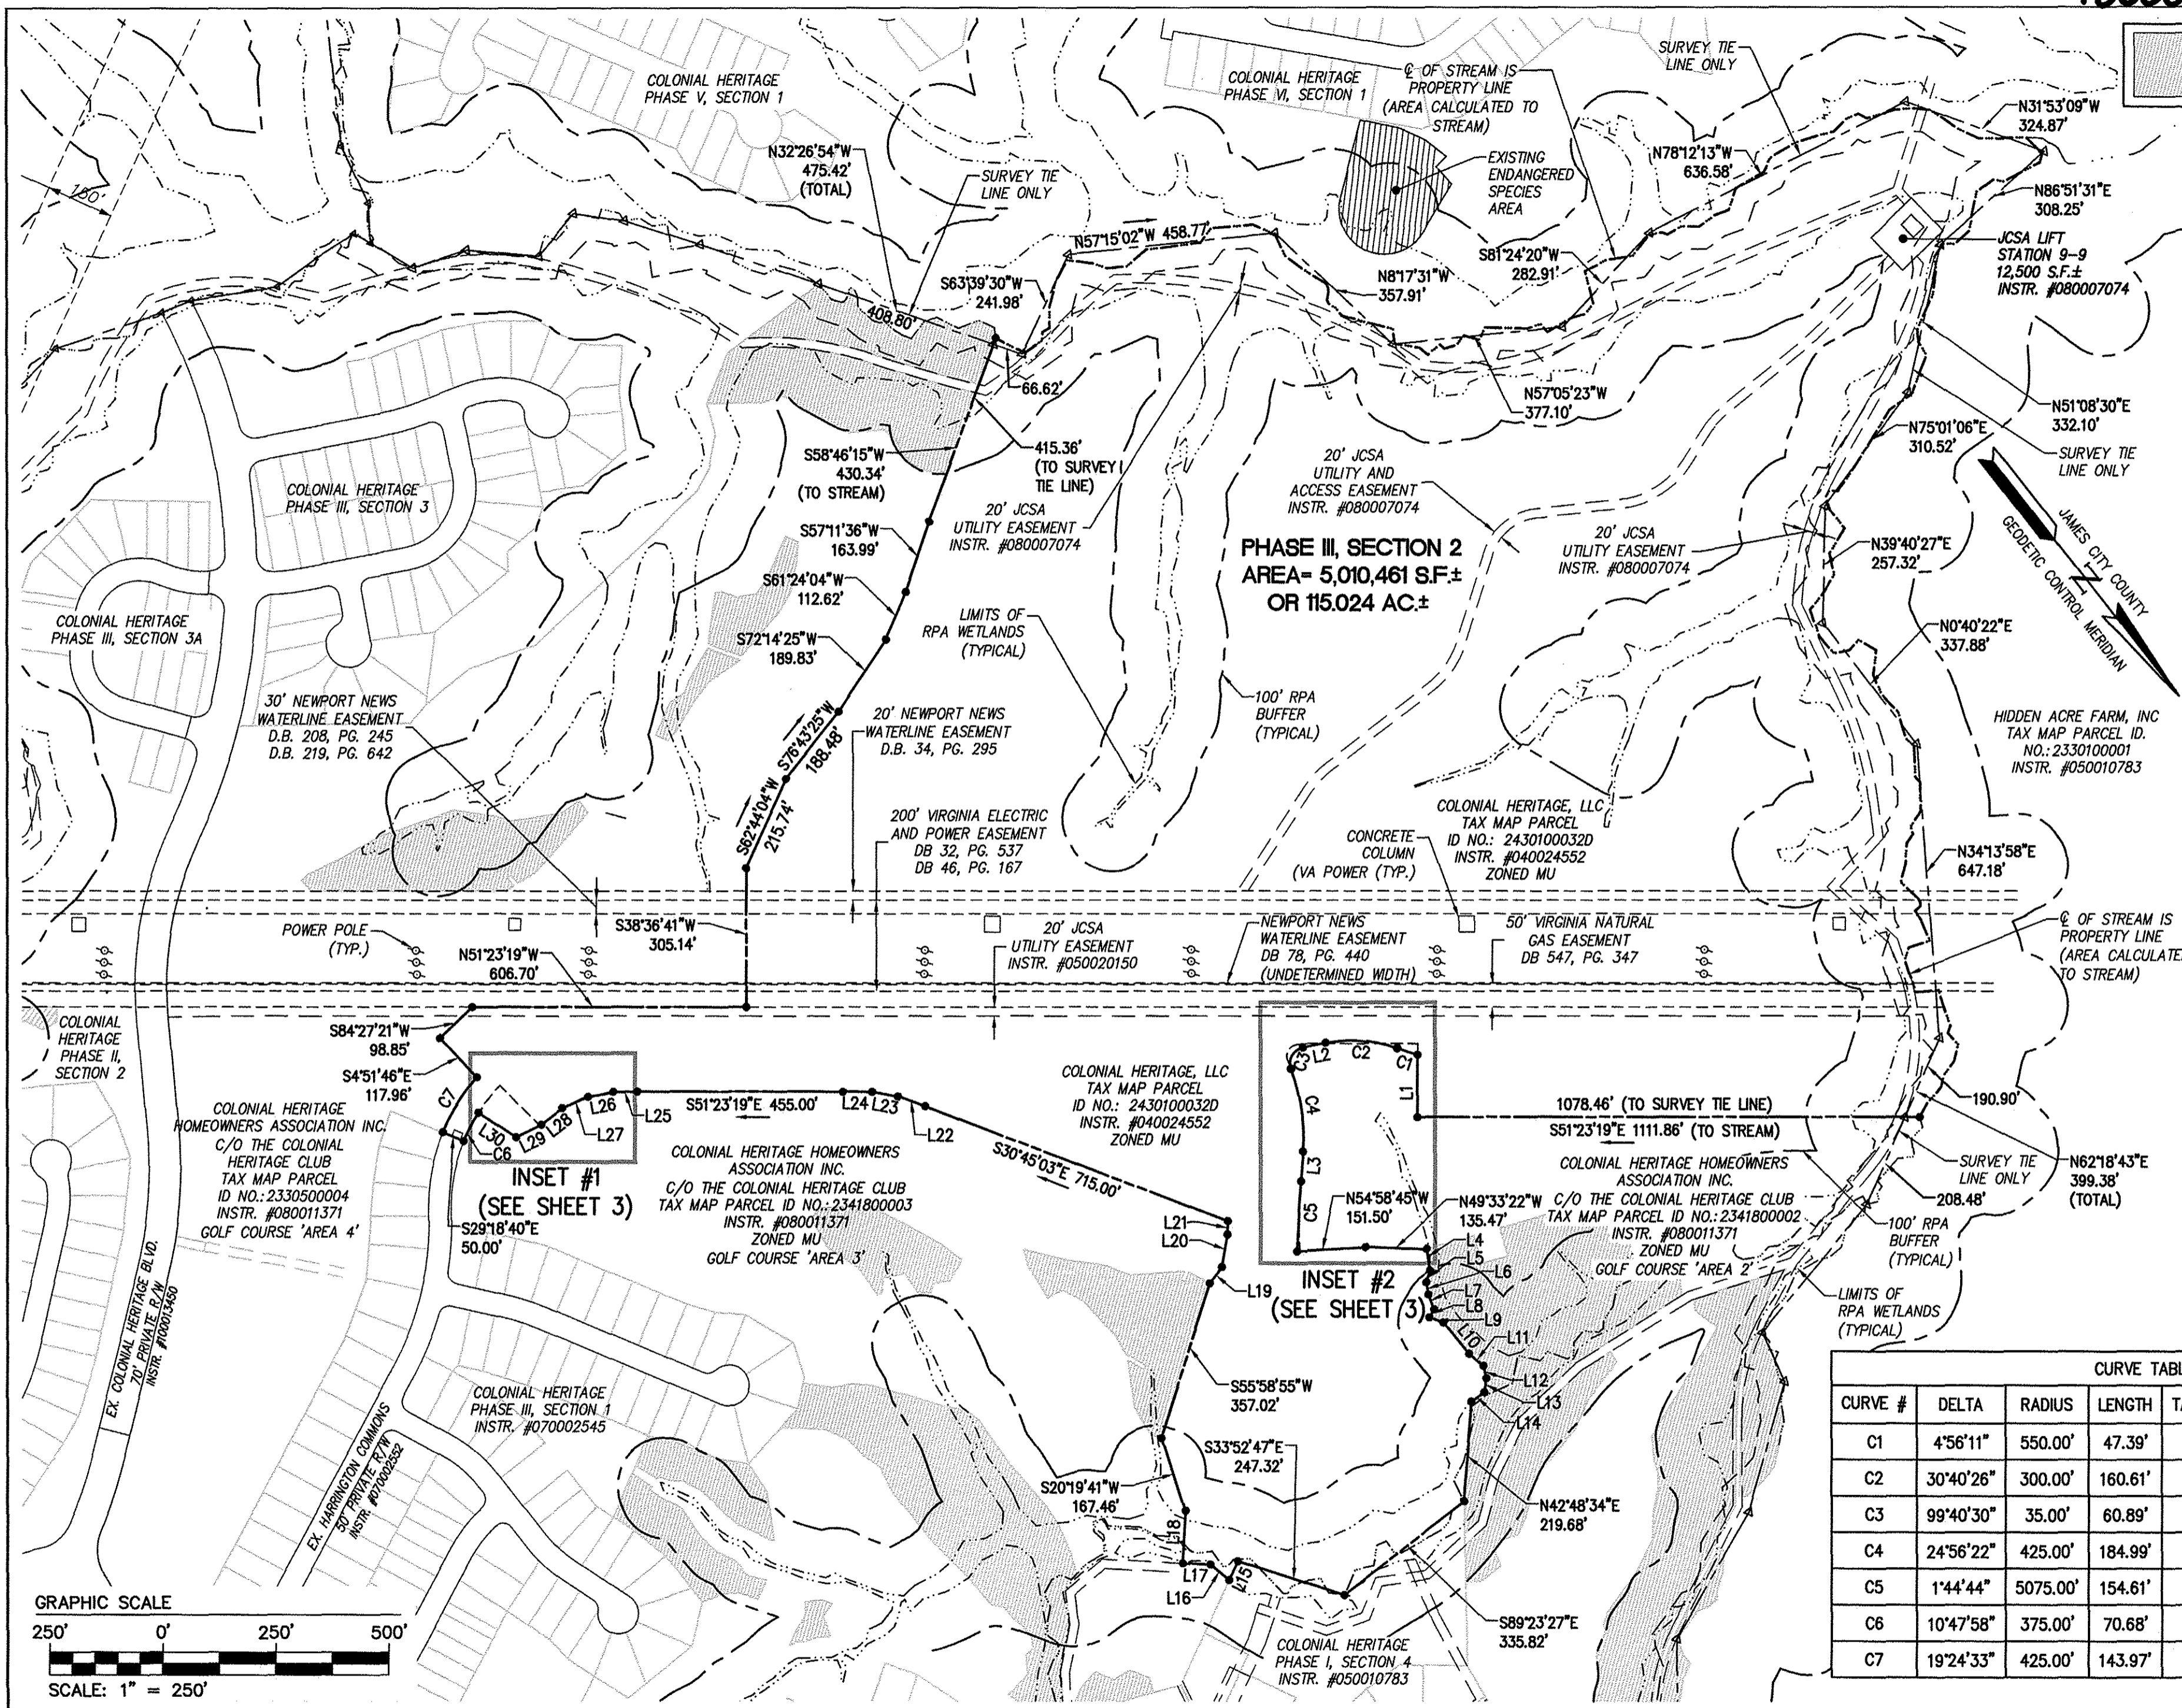 COLONIAL HERITAGE
PHASE V, SECTION 1
COLONIAL HERITAGE
PHASE VI, SECTION 1
℄ OF STREAM IS
PROPERTY LINE
(AREA CALCULATED TO
STREAM)
SURVEY TIE
LINE ONLY
N31°53'09"W
324.87'
N32°26'54"W
475.42'
(TOTAL)
SURVEY TIE
LINE ONLY
EXISTING
ENDANGERED
SPECIES
AREA
N78°12'13"W
636.58'
N86°51'31"E
308.25'
150'
N57°15'02"W 458.77'
S63°39'30"W
241.98'
N8°17'31"W
357.91'
S81°24'20"W
282.91'
JCSA LIFT
STATION 9-9
12,500 S.F.±
INSTR. #080007074
408.80'
66.62'
N57°05'23"W
377.10'
N51°08'30"E
332.10'
N75°01'06"E
310.52'
SURVEY TIE
LINE ONLY
S58°46'15"W
430.34'
(TO STREAM)
415.36'
(TO SURVEY
TIE LINE)
20' JCSA
UTILITY AND
ACCESS EASEMENT
INSTR. #080007074
COLONIAL HERITAGE
PHASE III, SECTION 3
S57°11'36"W
163.99'
20' JCSA
UTILITY EASEMENT
INSTR. #080007074
20' JCSA
UTILITY EASEMENT
INSTR. #080007074
N39°40'27"E
257.32'
JAMES CITY COUNTY
GEODETIC CONTROL MERIDIAN
PHASE III, SECTION 2
AREA= 5,010,461 S.F.±
OR 115.024 AC.±
S61°24'04"W
112.62'
COLONIAL HERITAGE
PHASE III, SECTION 3A
S72°14'25"W
189.83'
LIMITS OF
RPA WETLANDS
(TYPICAL)
N0°40'22"E
337.88'
30' NEWPORT NEWS
WATERLINE EASEMENT
D.B. 208, PG. 245
D.B. 219, PG. 642
S76°43'25"W
188.48'
20' NEWPORT NEWS
WATERLINE EASEMENT
D.B. 34, PG. 295
100' RPA
BUFFER
(TYPICAL)
HIDDEN ACRE FARM, INC
TAX MAP PARCEL ID.
NO.: 2330100001
INSTR. #050010783
S62°44'04"W
215.74'
200' VIRGINIA ELECTRIC
AND POWER EASEMENT
DB 32, PG. 537
DB 46, PG. 167
CONCRETE
COLUMN
(VA POWER (TYP.)
COLONIAL HERITAGE, LLC
TAX MAP PARCEL
ID NO.: 2430100032D
INSTR. #040024552
ZONED MU
N34°13'58"E
647.18'
POWER POLE
(TYP.)
N51°23'19"W
606.70'
S38°36'41"W
305.14'
20' JCSA
UTILITY EASEMENT
INSTR. #050020150
NEWPORT NEWS
WATERLINE EASEMENT
DB 78, PG. 440
(UNDETERMINED WIDTH)
50' VIRGINIA NATURAL
GAS EASEMENT
DB 547, PG. 347
℄ OF STREAM IS
PROPERTY LINE
(AREA CALCULATE
TO STREAM)
COLONIAL
HERITAGE
PHASE II,
SECTION 2
S84°27'21"W
98.85'
S4°51'46"E
117.96'
C7
L30
L29
L28
L26
L27
L25
C6
S51°23'19"E 455.00'
L24
L23
L22
COLONIAL HERITAGE, LLC
TAX MAP PARCEL
ID NO.: 2430100032D
INSTR. #040024552
ZONED MU
C3
L2
C2
C1
L1
C4
L3
C5
1078.46' (TO SURVEY TIE LINE)
S51°23'19"E 1111.86' (TO STREAM)
190.90'
COLONIAL HERITAGE
HOMEOWNERS ASSOCIATION INC.
C/O THE COLONIAL
HERITAGE CLUB
TAX MAP PARCEL
ID NO.: 2330500004
INSTR. #080011371
GOLF COURSE 'AREA 4'
INSET #1
(SEE SHEET 3)
S29°18'40"E
50.00'
COLONIAL HERITAGE HOMEOWNERS
ASSOCIATION INC.
C/O THE COLONIAL HERITAGE CLUB
TAX MAP PARCEL ID NO.: 2341800003
INSTR. #080011371
ZONED MU
GOLF COURSE 'AREA 3'
S30°45'03"E 715.00'
N54°58'45"W
151.50'
N49°33'22"W
135.47'
COLONIAL HERITAGE HOMEOWNERS
ASSOCIATION INC.
C/O THE COLONIAL HERITAGE CLUB
TAX MAP PARCEL ID NO.: 2341800002
INSTR. #080011371
ZONED MU
GOLF COURSE 'AREA 2'
SURVEY TIE
LINE ONLY
N62°18'43"E
399.38'
(TOTAL)
208.48'
100' RPA
BUFFER
(TYPICAL)
L21
L20
L19
INSET #2
(SEE SHEET 3)
L4
L5
L6
L7
L8
L9
L10
L11
L12
L13
L14
LIMITS OF
RPA WETLANDS
(TYPICAL)
EX. COLONIAL HERITAGE BLVD.
70' PRIVATE R/W
INSTR. #100013450
COLONIAL HERITAGE
PHASE III, SECTION 1
INSTR. #070002545
EX. HARRINGTON COMMONS
50' PRIVATE R/W
INSTR. #070002552
S55°58'55"W
357.02'
S33°52'47"E
247.32'
S20°19'41"W
167.46'
L18
L17
L16
L15
N42°48'34"E
219.68'
S89°23'27"E
335.82'
COLONIAL HERITAGE
PHASE I, SECTION 4
INSTR. #050010783
GRAPHIC SCALE
250' 0' 250' 500'
SCALE: 1" = 250'
CURVE TABL
CURVE # DELTA RADIUS LENGTH
C1 4°56'11" 550.00' 47.39'
C2 30°40'26" 300.00' 160.61'
C3 99°40'30" 35.00' 60.89'
C4 24°56'22" 425.00' 184.99'
C5 1°44'44" 5075.00' 154.61'
C6 10°47'58" 375.00' 70.68'
C7 19°24'33" 425.00' 143.97'